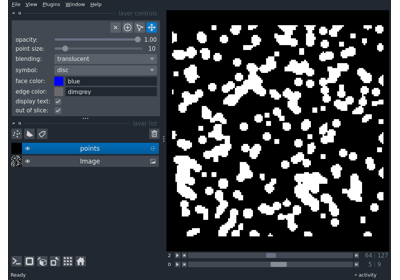 File View Plugins Window Help
layer controls
opacity: 1.00
point size: 10
blending: translucent
symbol: disc
face color: blue
edge color: dimgrey
display text:
out of slice:
layer list
points
Image
2 64 127
0 5 9
Ready activity